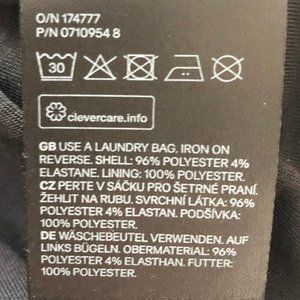 O/N 174777
P/N 0710954 8
30
clevercare.info
GB USE A LAUNDRY BAG. IRON ON
REVERSE. SHELL: 96% POLYESTER 4%
ELASTANE. LINING: 100% POLYESTER.
CZ PERTE V SÁČKU PRO ŠETRNÉ PRANÍ.
ŽEHLIT NA RUBU. SVRCHNÍ LÁTKA: 96%
POLYESTER 4% ELASTAN. PODŠÍVKA:
100% POLYESTER.
DE WÄSCHEBEUTEL VERWENDEN. AUF
LINKS BÜGELN. OBERMATERIAL: 96%
POLYESTER 4% ELASTHAN. FUTTER:
100% POLYESTER.